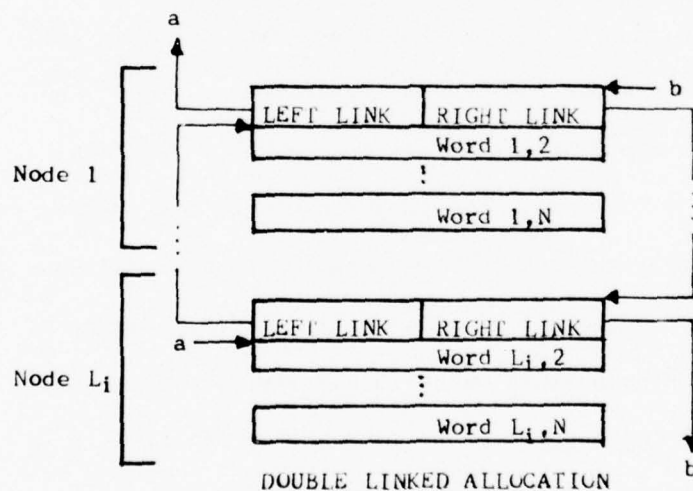 a
b
LEFT LINK RIGHT LINK
Word 1,2
Node 1
Word 1,N
LEFT LINK RIGHT LINK
a
Word Lᵢ,2
Node Lᵢ
Word Lᵢ,N
b
DOUBLE LINKED ALLOCATION